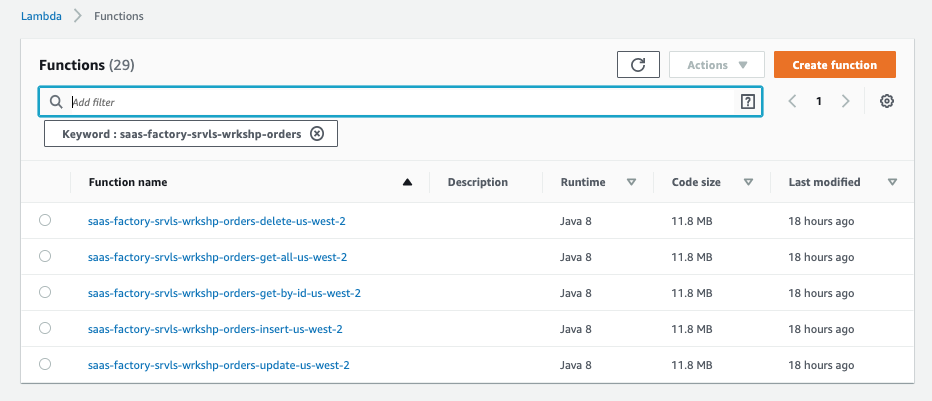 Lambda > Functions
Functions (29)
Actions
Create function
Add filter
?
1
Keyword : saas-factory-srvls-wrkshp-orders
Function name Description Runtime Code size Last modified
saas-factory-srvls-wrkshp-orders-delete-us-west-2 Java 8 11.8 MB 18 hours ago
saas-factory-srvls-wrkshp-orders-get-all-us-west-2 Java 8 11.8 MB 18 hours ago
saas-factory-srvls-wrkshp-orders-get-by-id-us-west-2 Java 8 11.8 MB 18 hours ago
saas-factory-srvls-wrkshp-orders-insert-us-west-2 Java 8 11.8 MB 18 hours ago
saas-factory-srvls-wrkshp-orders-update-us-west-2 Java 8 11.8 MB 18 hours ago